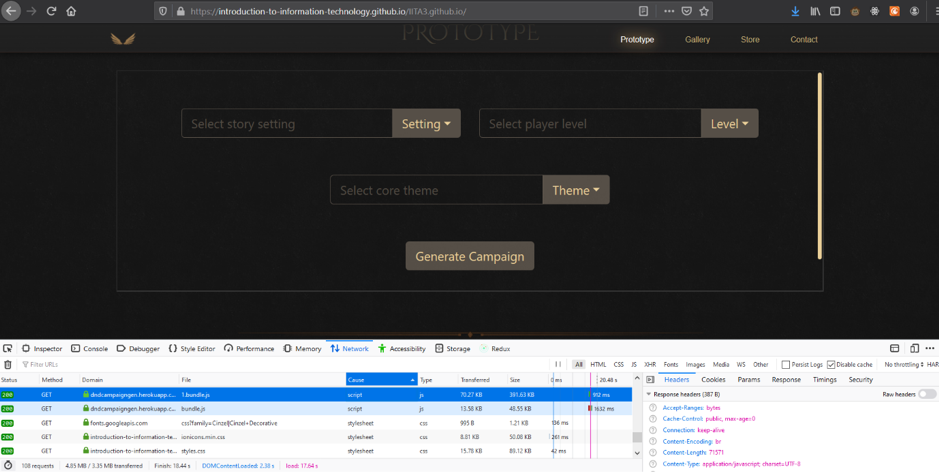 https://introduction-to-information-technology.github.io/IITA3.github.io/
PROTOTYPE
Prototype Gallery Store Contact
Select story setting Setting Select player level Level
Select core theme Theme
Generate Campaign
Inspector Console Debugger Style Editor Performance Memory Network Accessibility Storage Redux
Filter URLs All HTML CSS JS XHR Fonts Images Media WS Other Persist Logs Disable cache No throttling HAR
Status Method Domain File Cause Type Transferred Size 0 ms 20.48 s Headers Cookies Params Response Timings Security
200 GET dndcampaigngen.herokuapp.c... 1.bundle.js script js 70.27 KB 391.63 KB 912 ms Response headers (387 B) Raw headers
200 GET dndcampaigngen.herokuapp.c... bundle.js script js 13.58 KB 48.55 KB 1632 ms Accept-Ranges: bytes
Cache-Control: public, max-age=0
200 GET fonts.googleapis.com css?family=Cinzel|Cinzel+Decorative stylesheet css 995 B 1.21 KB 136 ms Connection: keep-alive
200 GET introduction-to-information-te... ionicons.min.css stylesheet css 8.81 KB 50.08 KB 261 ms Content-Encoding: br
200 GET introduction-to-information-te... styles.css stylesheet css 15.78 KB 89.12 KB 42 ms Content-Length: 71571
108 requests 4.85 MB / 3.35 MB transferred Finish: 18.44 s DOMContentLoaded: 2.38 s load: 17.64 s Content-Type: application/javascript; charset=UTF-8